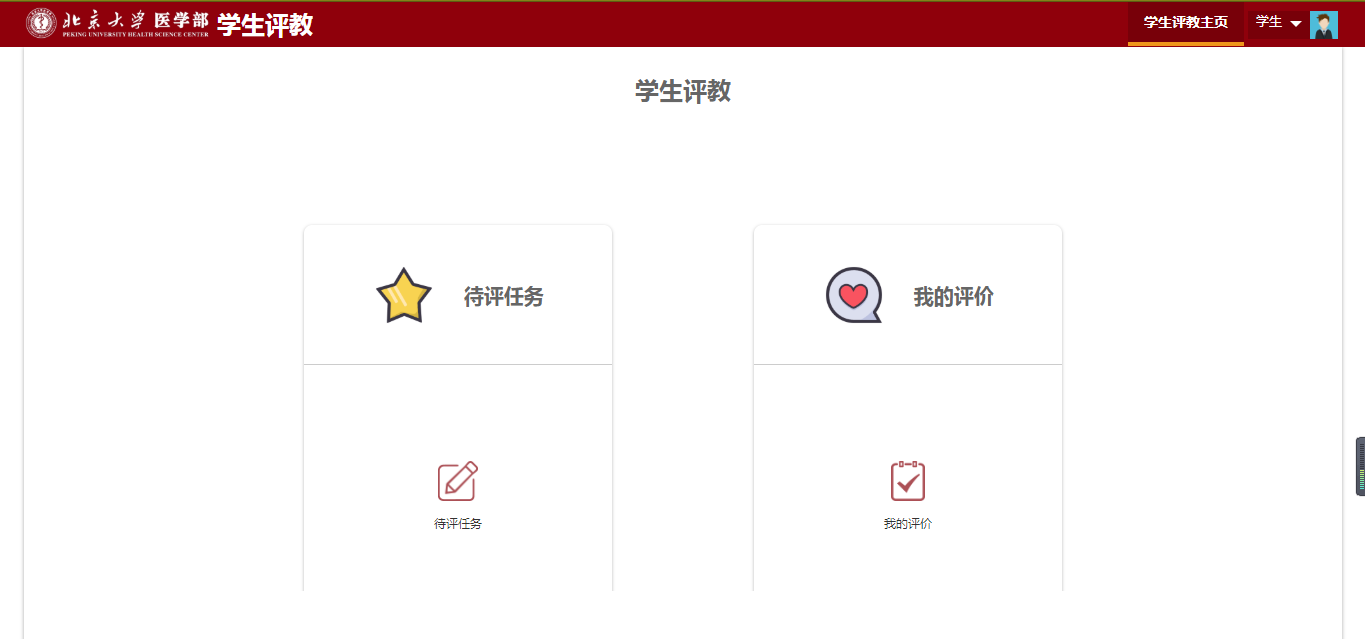 北京大学医学部 学生评教
PEKING UNIVERSITY HEALTH SCIENCE CENTER
学生评教主页
学生
学生评教
待评任务
我的评价
待评任务
我的评价